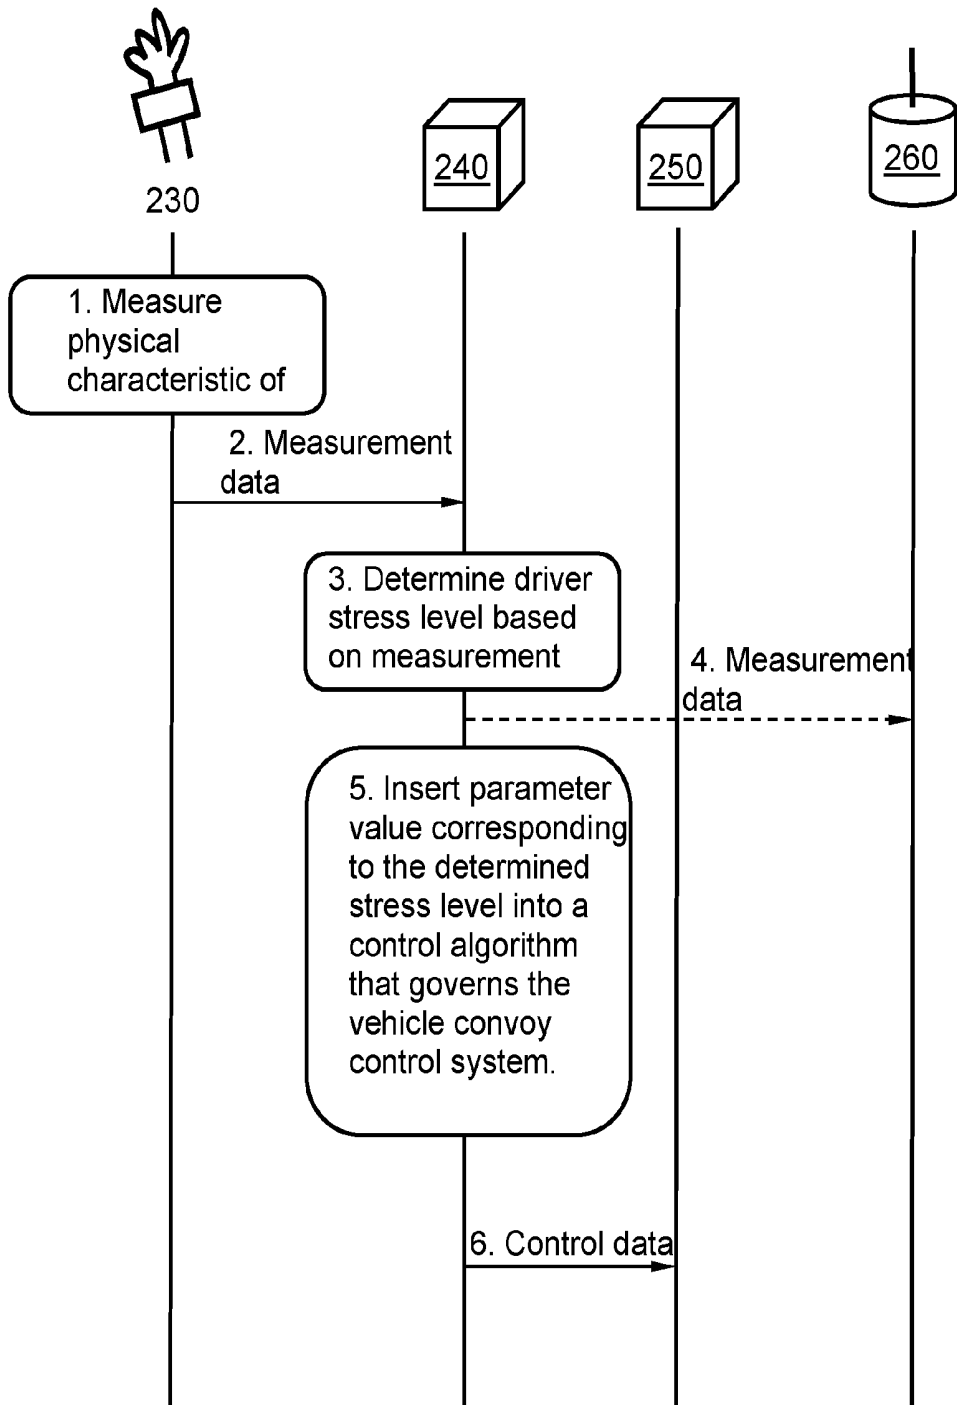 230
240
250
260
1. Measure
physical
characteristic of
2. Measurement
data
3. Determine driver
stress level based
on measurement
4. Measurement
data
5. Insert parameter
value corresponding
to the determined
stress level into a
control algorithm
that governs the
vehicle convoy
control system.
6. Control data